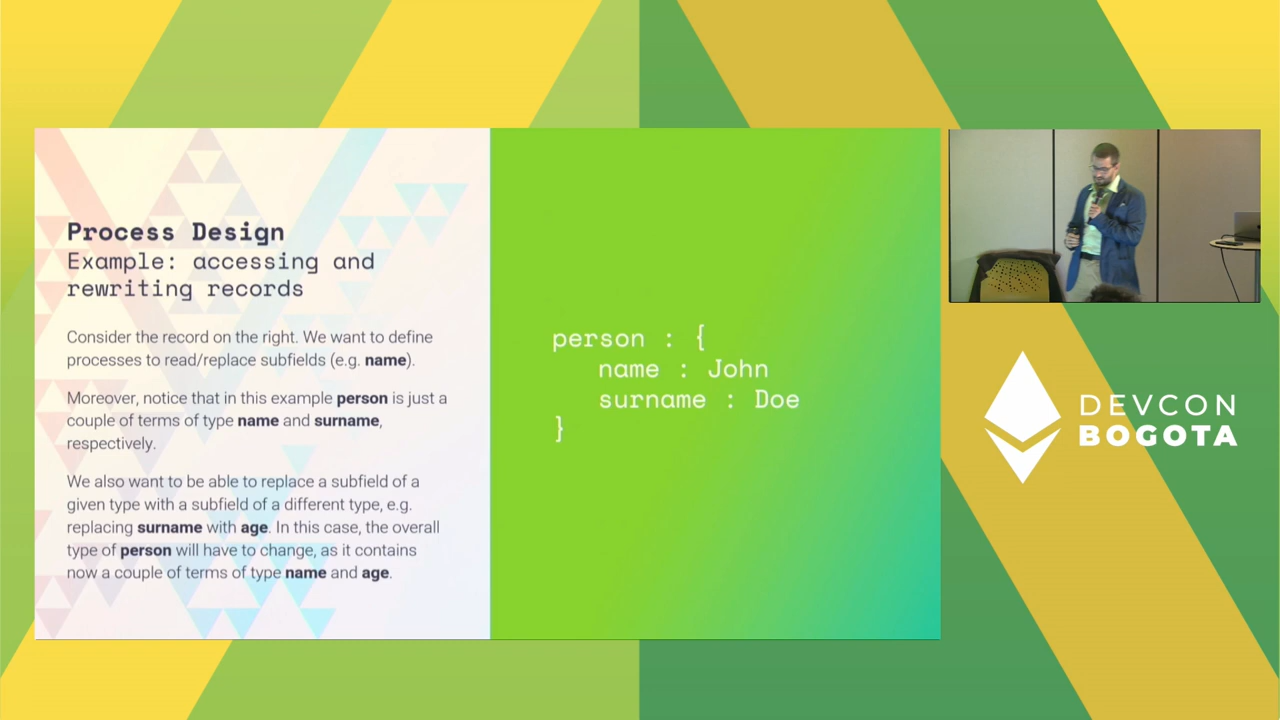 Process Design
Example: accessing and
rewriting records
Consider the record on the right. We want to define
processes to read/replace subfields (e.g. name).
Moreover, notice that in this example person is just a
couple of terms of type name and surname,
respectively.
We also want to be able to replace a subfield of a
given type with a subfield of a different type, e.g.
replacing surname with age. In this case, the overall
type of person will have to change, as it contains
now a couple of terms of type name and age.
person : {
name : John
surname : Doe
}
DEVCON
BOGOTA